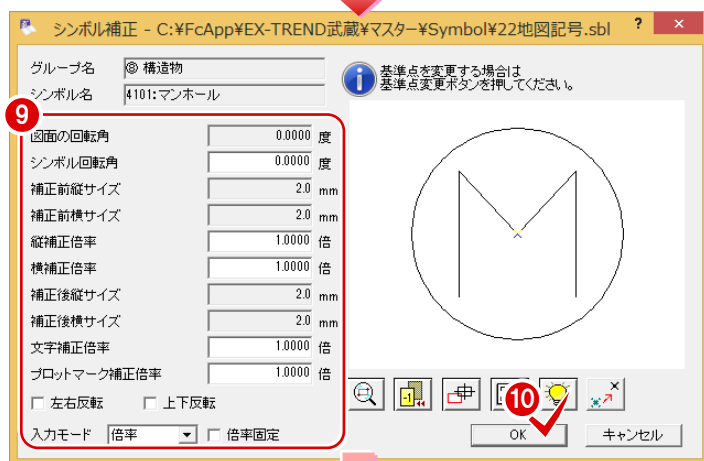 シンボル補正 - C:¥FcApp¥EX-TREND武蔵¥マスター¥Symbol¥22地図記号.sbl ? ×
グループ名 ◎ 構造物
シンボル名 4101:マンホール
基準点を変更する場合は
基準点変更ボタンを押してください。
9
図面の回転角 0.0000 度
シンボル回転角 0.0000 度
補正前縦サイズ 2.0 mm
補正前横サイズ 2.0 mm
縦補正倍率 1.0000 倍
横補正倍率 1.0000 倍
補正後縦サイズ 2.0 mm
補正後横サイズ 2.0 mm
文字補正倍率 1.0000 倍
プロットマーク補正倍率 1.0000 倍
左右反転 上下反転
入力モード 倍率 倍率固定
M
-1
10
OK キャンセル